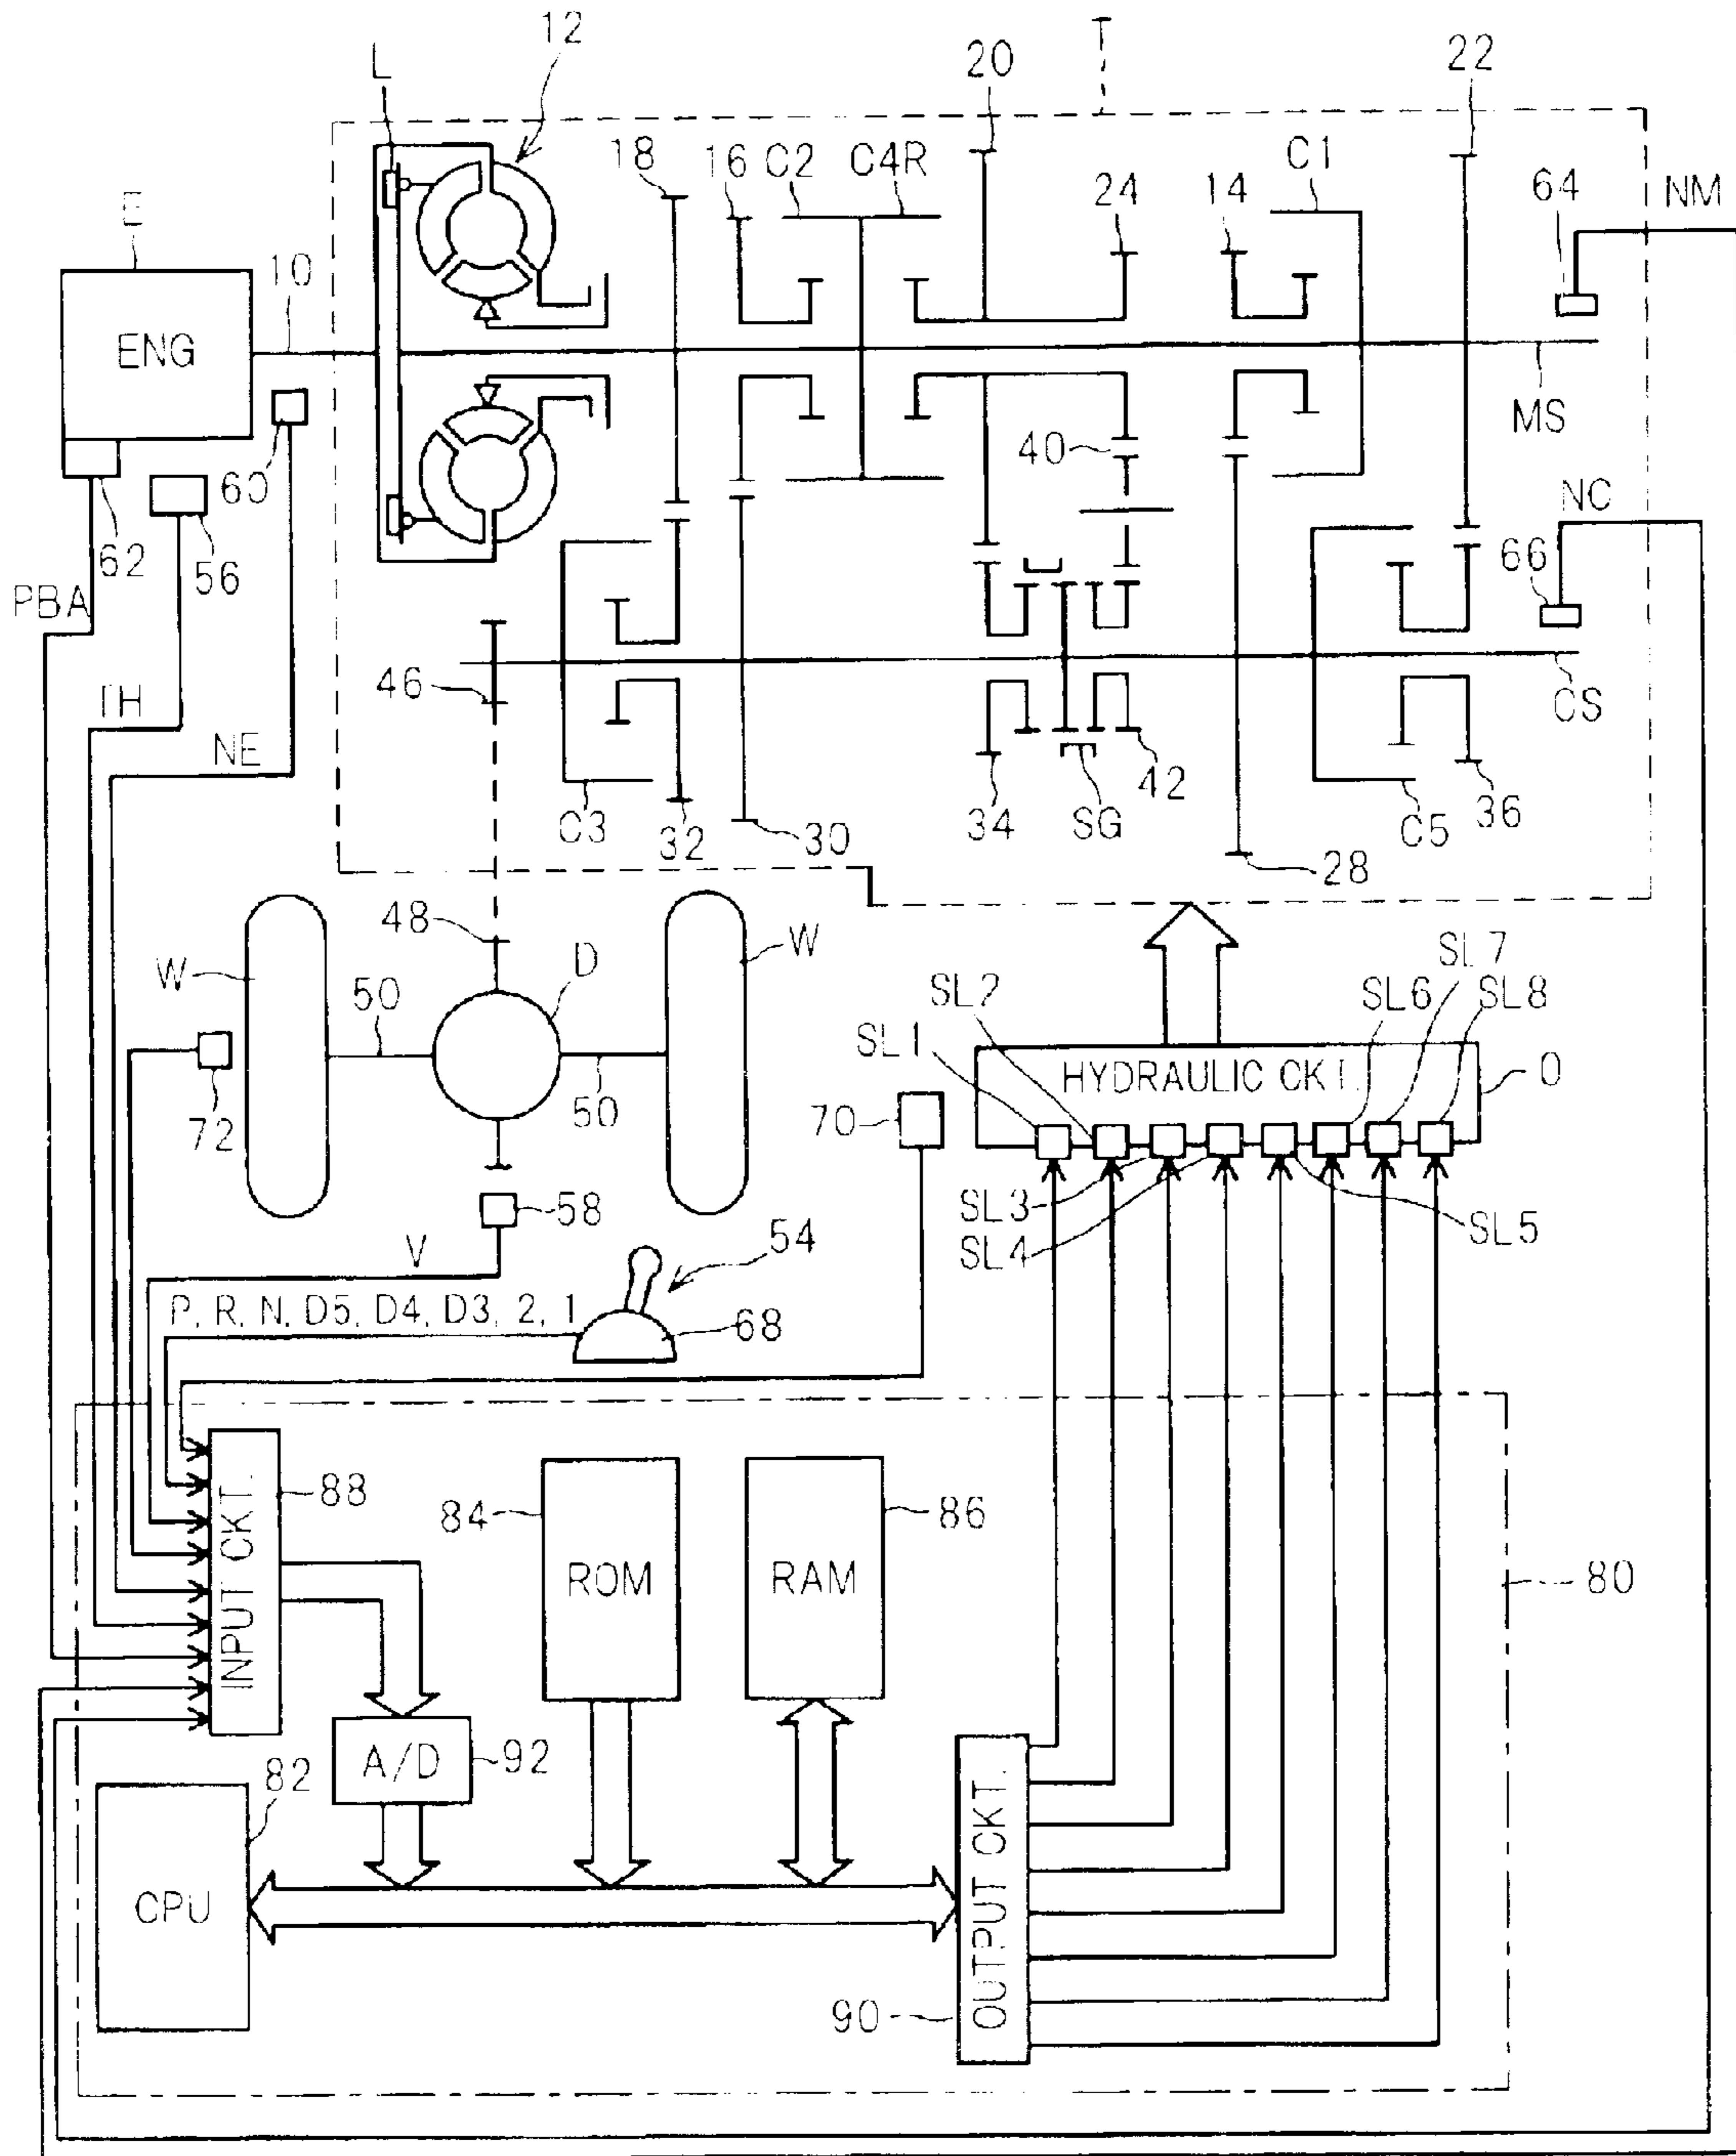 T
12
20
22
L
18
16
C2
C4R
C1
24
14
64
NM
E
10
ENG
MS
60
40
NC
62
56
66
PBA
46
CS
TH
NE
C3
32
30
34
SG
42
28
C5
36
48
W
50
D
W
SL7
SL2
SL6
SL8
SL1
HYDRAULIC CKT.
O
72
50
70
SL3
SL4
SL5
58
V
54
P, R, N, D5, D4, D3, 2, 1
68
INPUT CKT.
88
84
ROM
86
RAM
80
A/D
92
82
CPU
OUTPUT CKT.
90